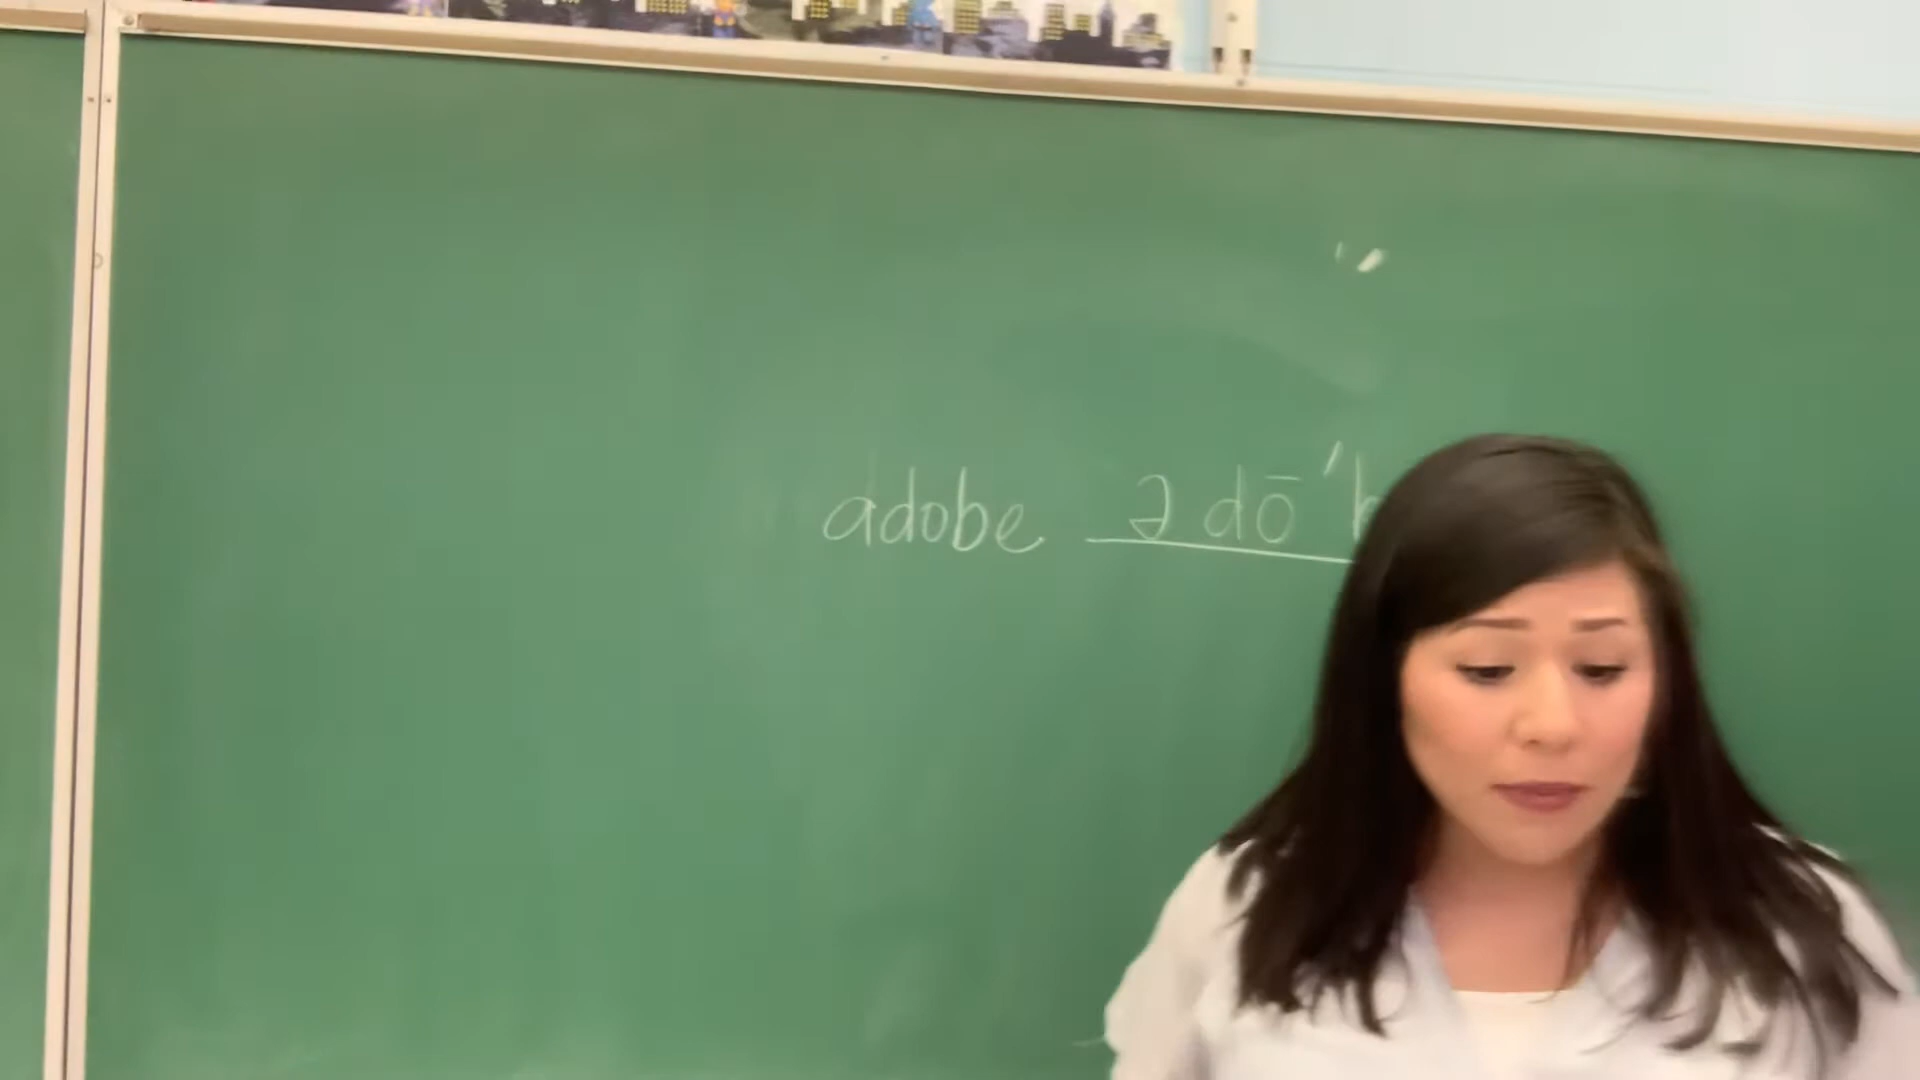 adobe ə dō ′b